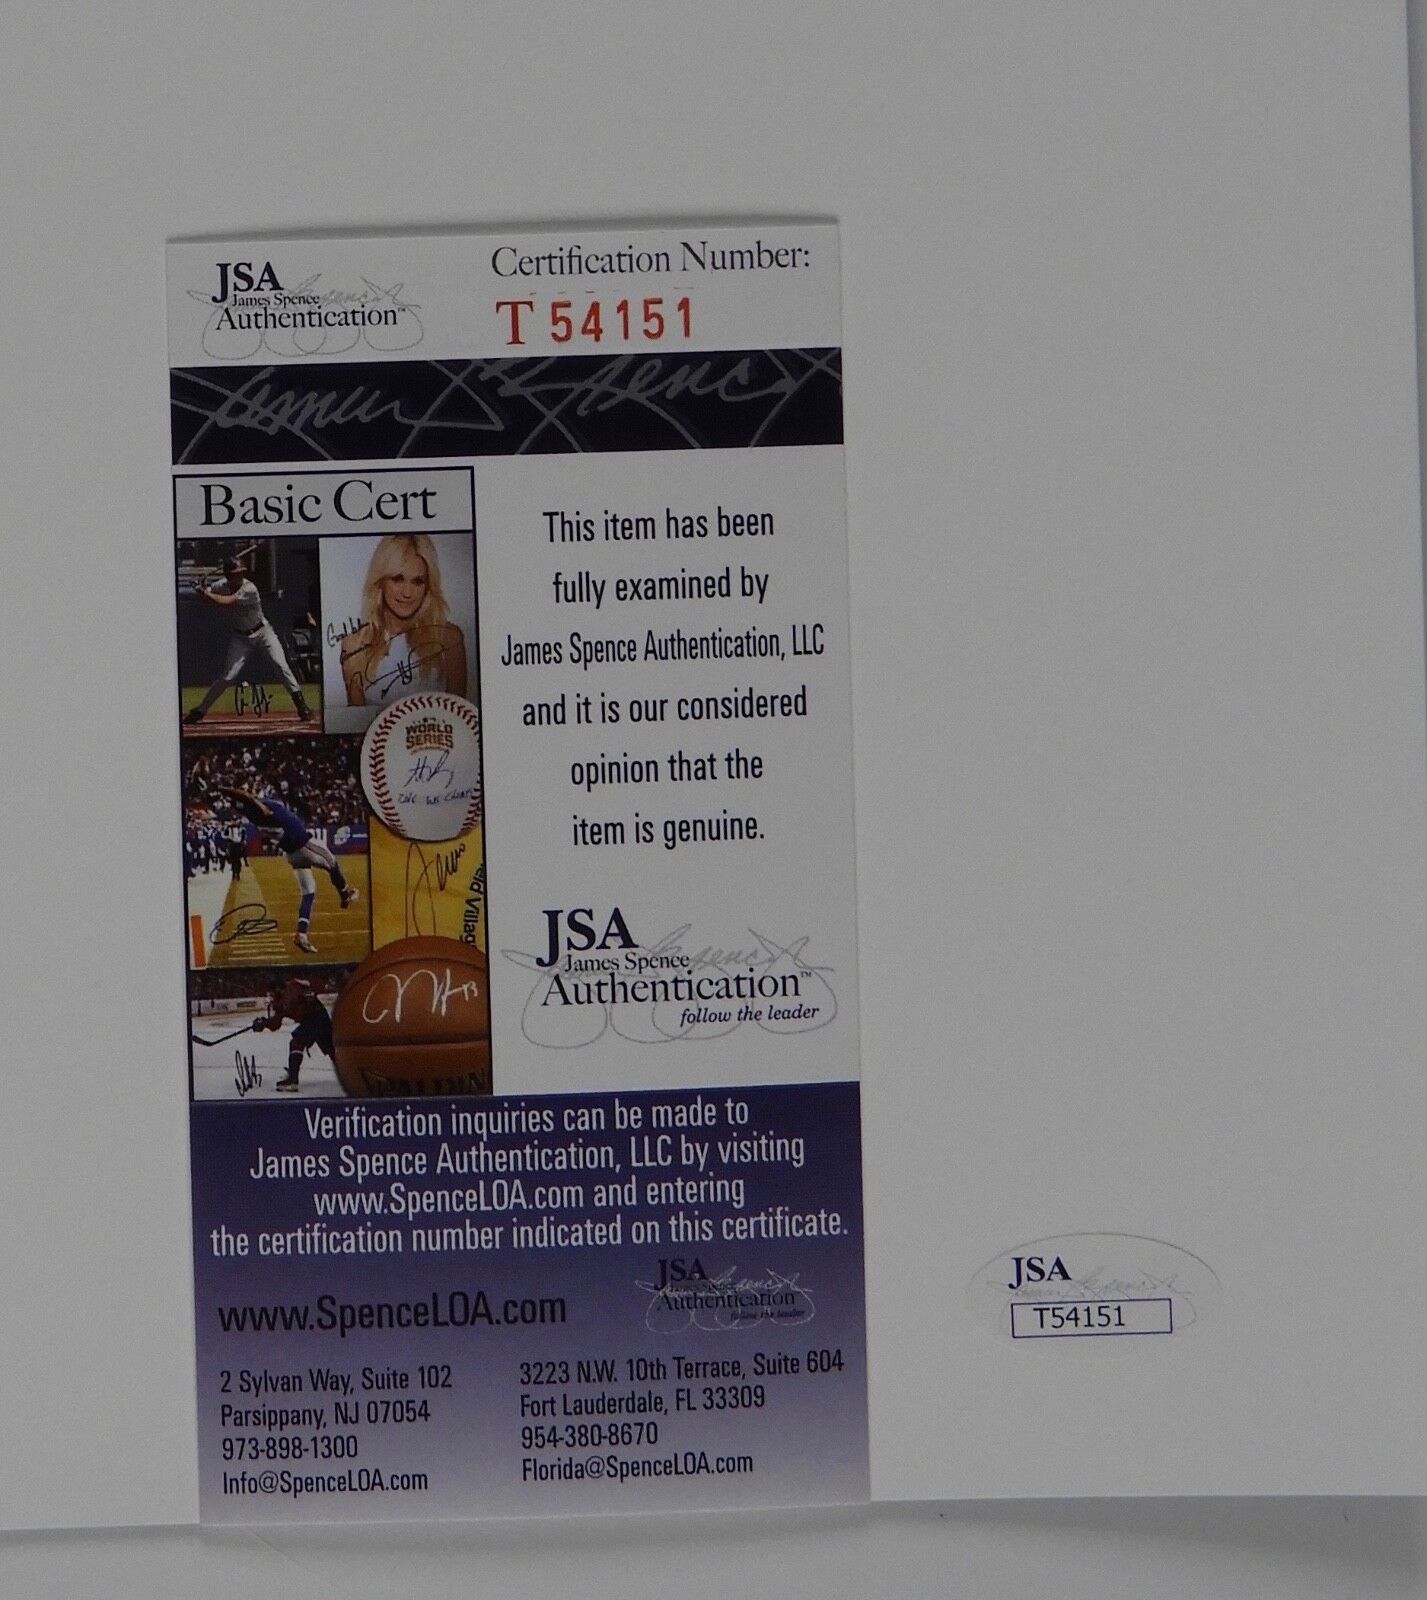 JSA
James Spence
Authentication™
Certification Number:
T 54151
Basic Cert
WORLD
SERIES
This item has been
fully examined by
James Spence Authentication, LLC
and it is our considered
opinion that the
item is genuine.
JSA
James Spence
Authentication™
follow the leader
Verification inquiries can be made to
James Spence Authentication, LLC by visiting
www.SpenceLOA.com and entering
the certification number indicated on this certificate.
JSA
Authentication
follow the leader
www.SpenceLOA.com
2 Sylvan Way, Suite 102
Parsippany, NJ 07054
973-898-1300
Info@SpenceLOA.com
3223 N.W. 10th Terrace, Suite 604
Fort Lauderdale, FL 33309
954-380-8670
Florida@SpenceLOA.com
JSA
T54151